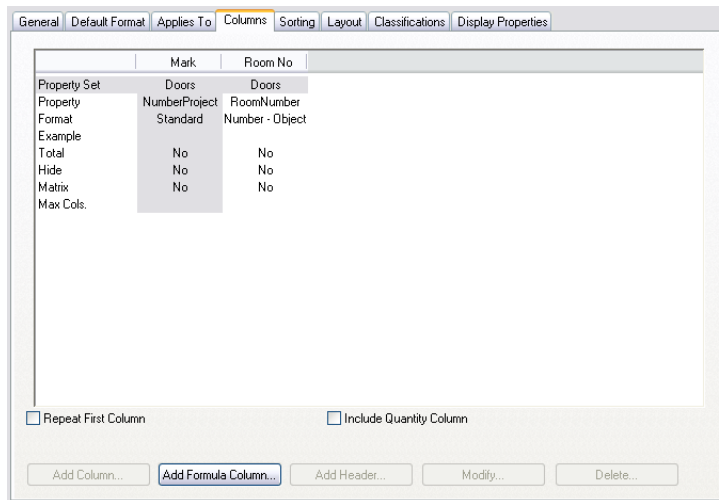 General Default Format Applies To Columns Sorting Layout Classifications Display Properties
Mark Room No
Property Set Doors Doors
Property NumberProject RoomNumber
Format Standard Number - Object
Example
Total No No
Hide No No
Matrix No No
Max Cols.
Repeat First Column Include Quantity Column
Add Column... Add Formula Column... Add Header... Modify... Delete...